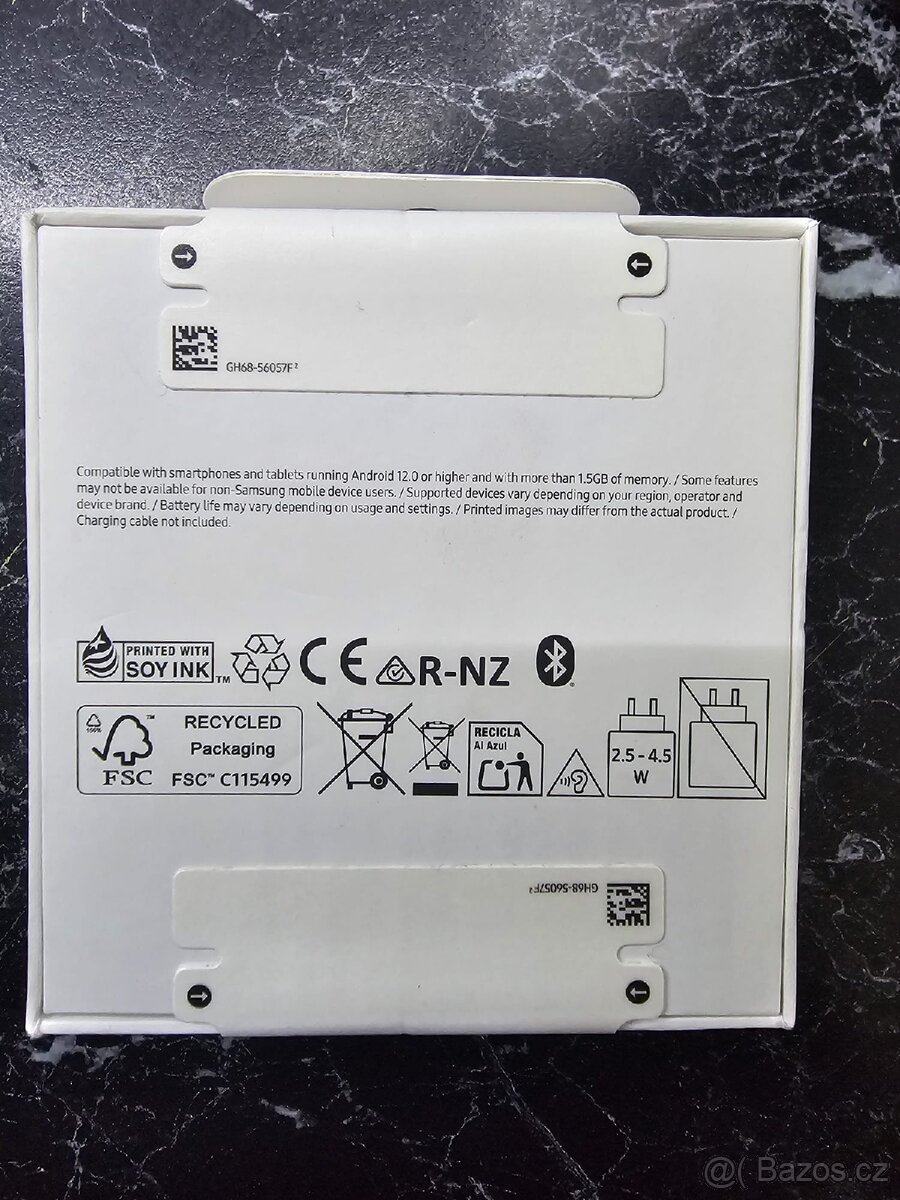 GH68-56057F²
Compatible with smartphones and tablets running Android 12.0 or higher and with more than 1.5GB of memory. / Some features
may not be available for non-Samsung mobile device users. / Supported devices vary depending on your region, operator and
device brand. / Battery life may vary depending on usage and settings. / Printed images may differ from the actual product. /
Charging cable not included.
PRINTED WITH
SOY INK™
CE
R-NZ
100%
™
FSC
RECYCLED
Packaging
FSC™ C115499
RECICLA
Al Azul
2.5 - 4.5
W
GH68-56057F²
@( Bazos.cz